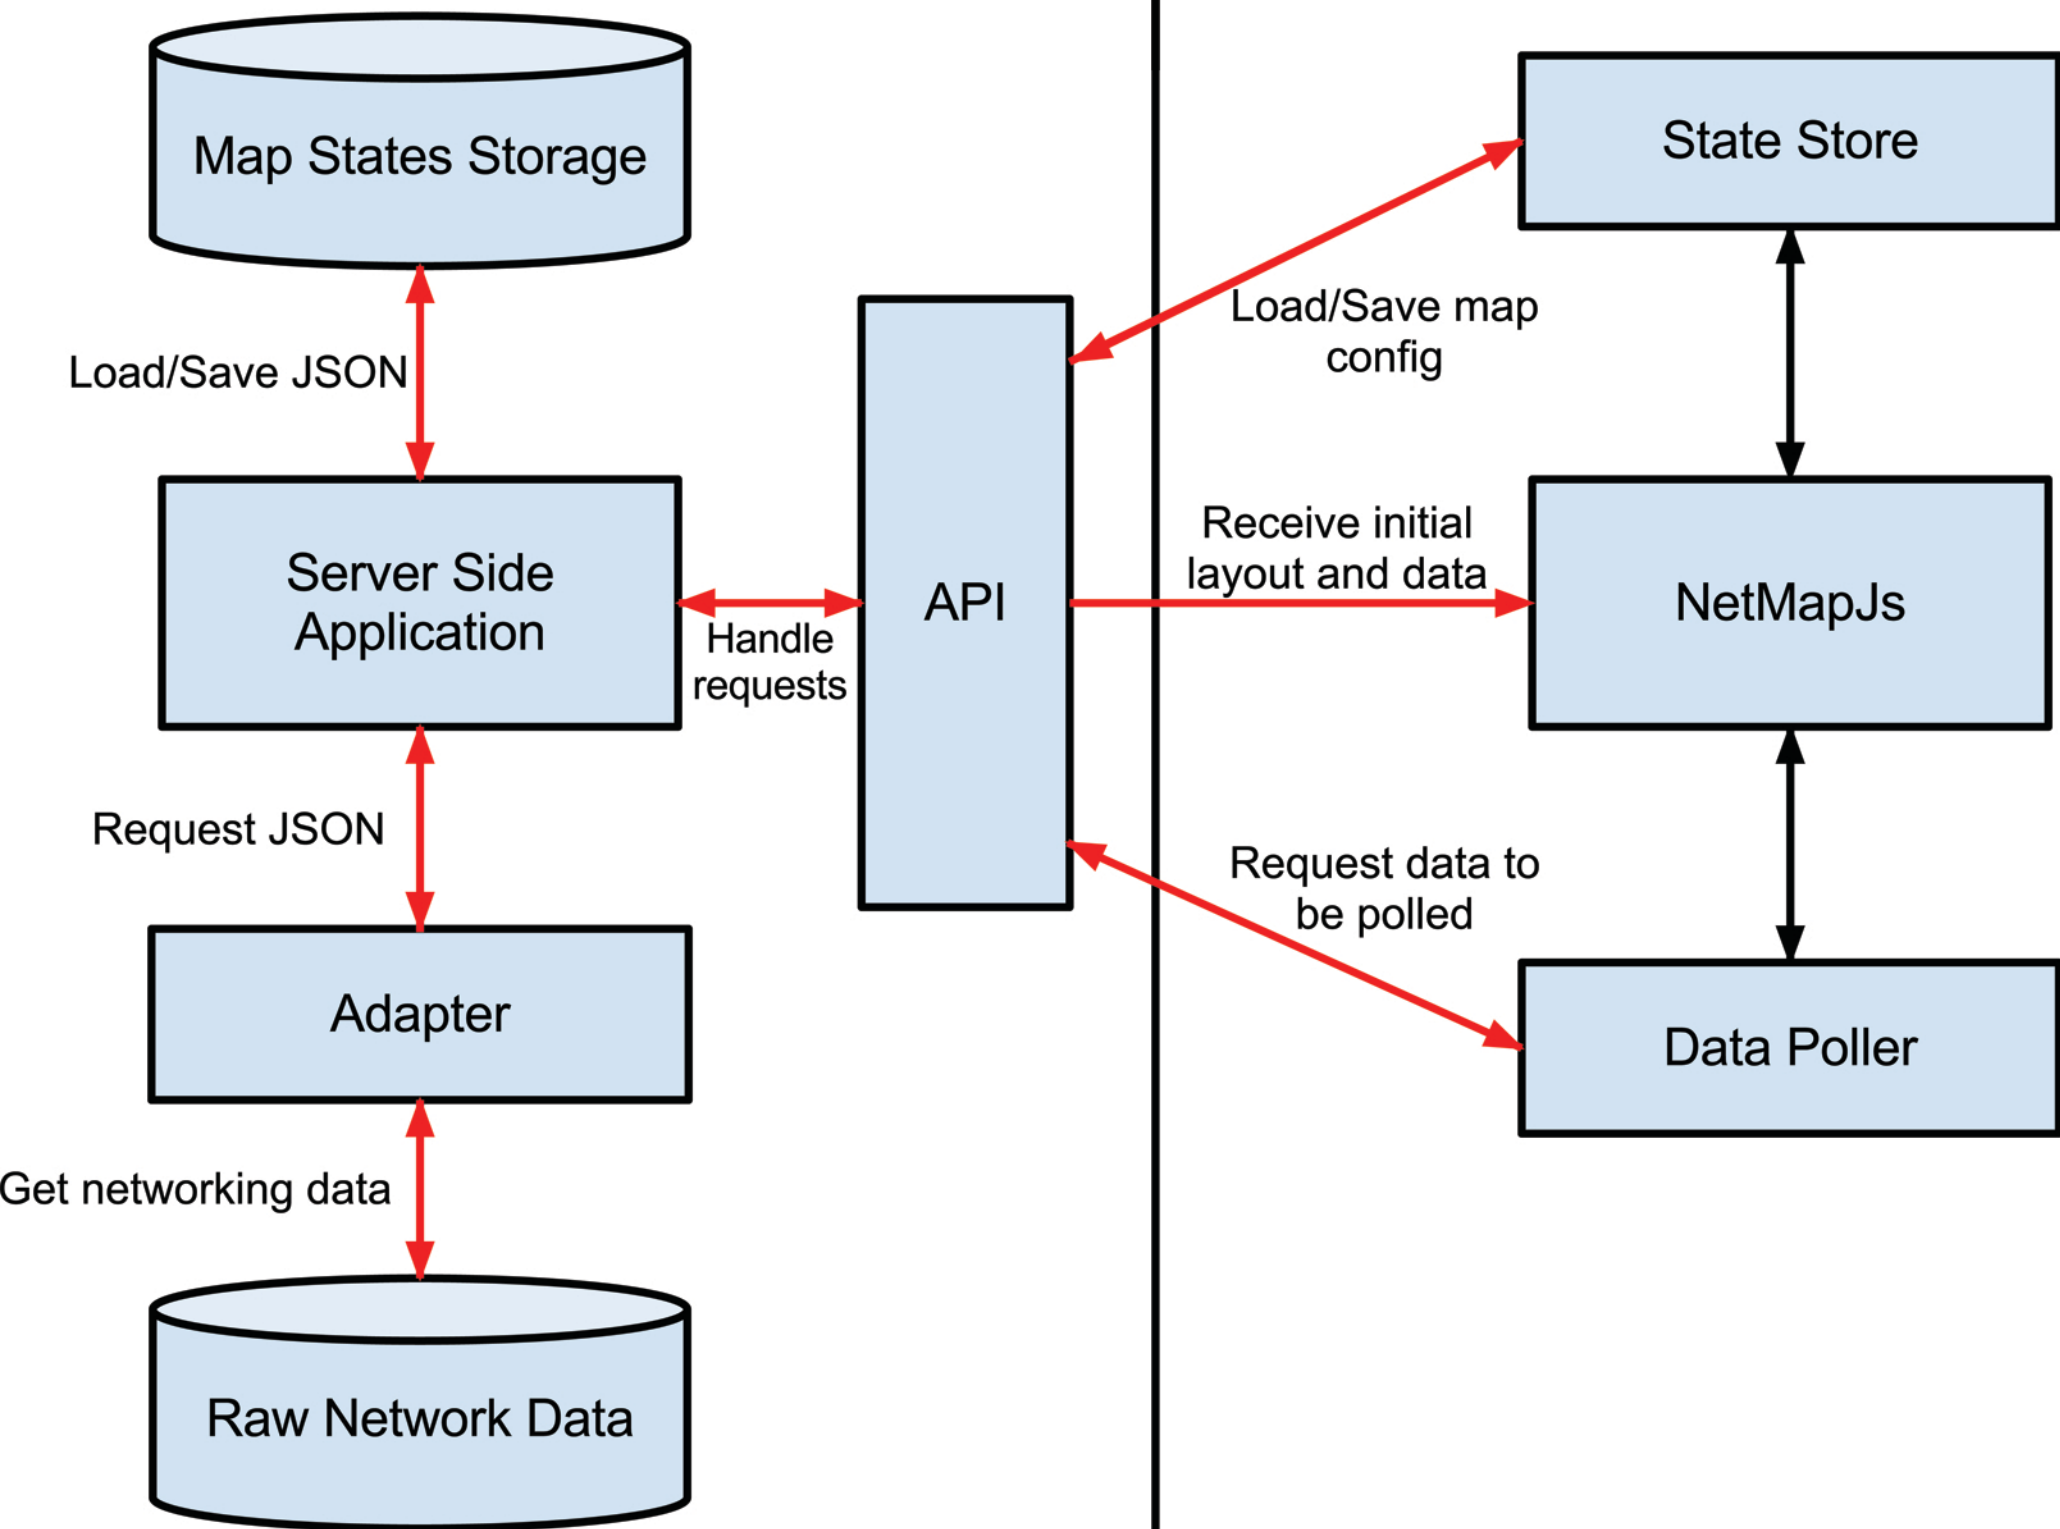 Map States Storage
State Store
Load/Save map
config
Load/Save JSON
Receive initial
layout and data
Server Side
Application
API
NetMapJs
Handle
requests
Request JSON
Request data to
be polled
Adapter
Data Poller
Get networking data
Raw Network Data